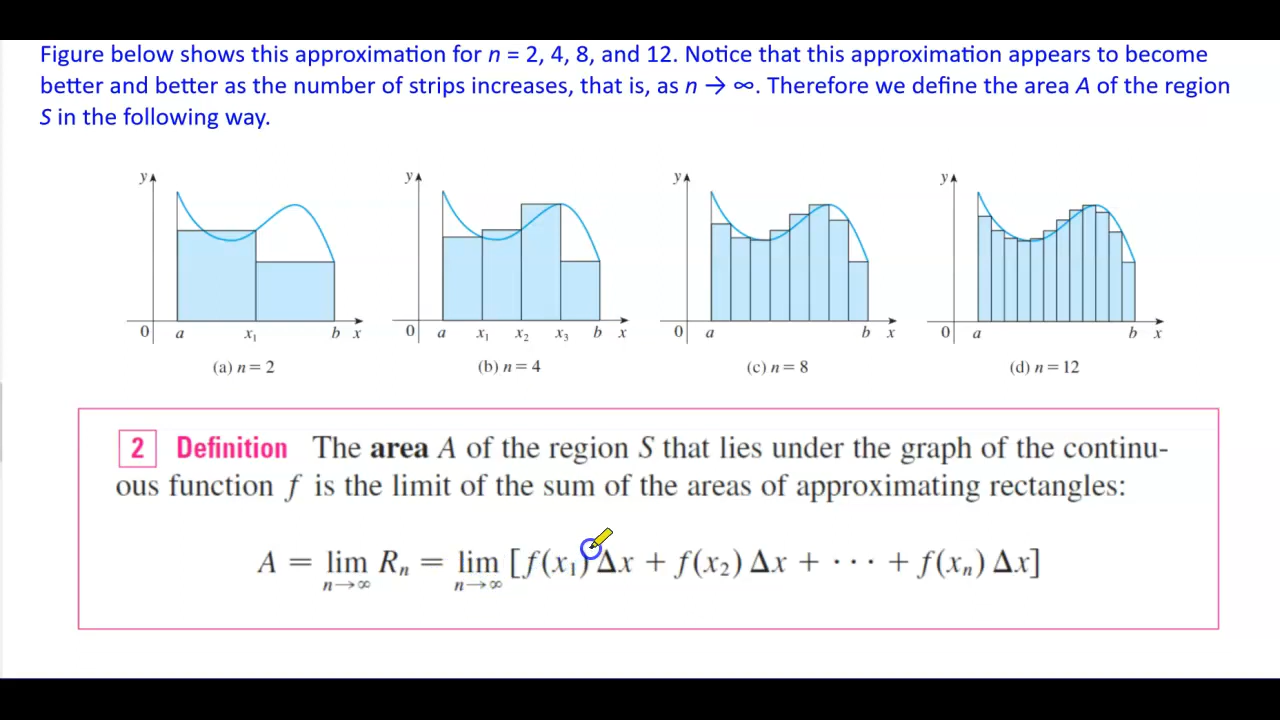 Figure below shows this approximation for n = 2, 4, 8, and 12. Notice that this approximation appears to become
better and better as the number of strips increases, that is, as n → ∞. Therefore we define the area A of the region
S in the following way.
y
0 a x₁ b x
(a) n = 2
y
0 a x₁ x₂ x₃ b x
(b) n = 4
y
0 a b x
(c) n = 8
y
0 a b x
(d) n = 12
2 Definition The area A of the region S that lies under the graph of the continu-
ous function f is the limit of the sum of the areas of approximating rectangles:
A = lim Rₙ = lim [f(x₁) Δx + f(x₂) Δx + ⋯ + f(xₙ) Δx]
n→∞ n→∞